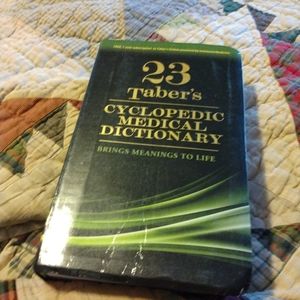 23
Taber's
CYCLOPEDIC
MEDICAL
DICTIONARY
BRINGS MEANINGS TO LIFE